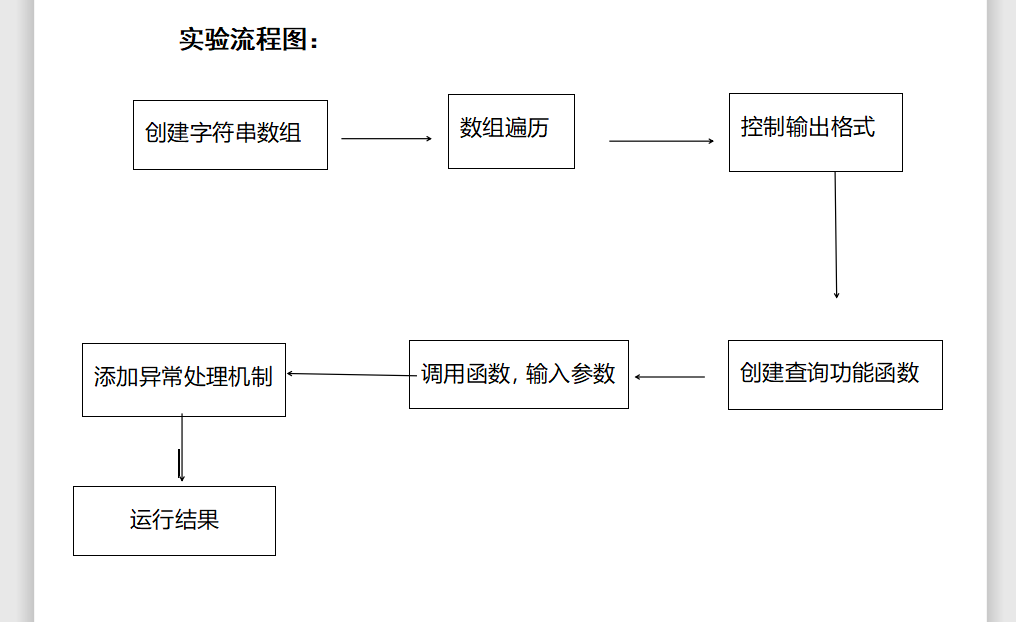 实验流程图：
创建字符串数组
数组遍历
控制输出格式
创建查询功能函数
调用函数, 输入参数
添加异常处理机制
运行结果